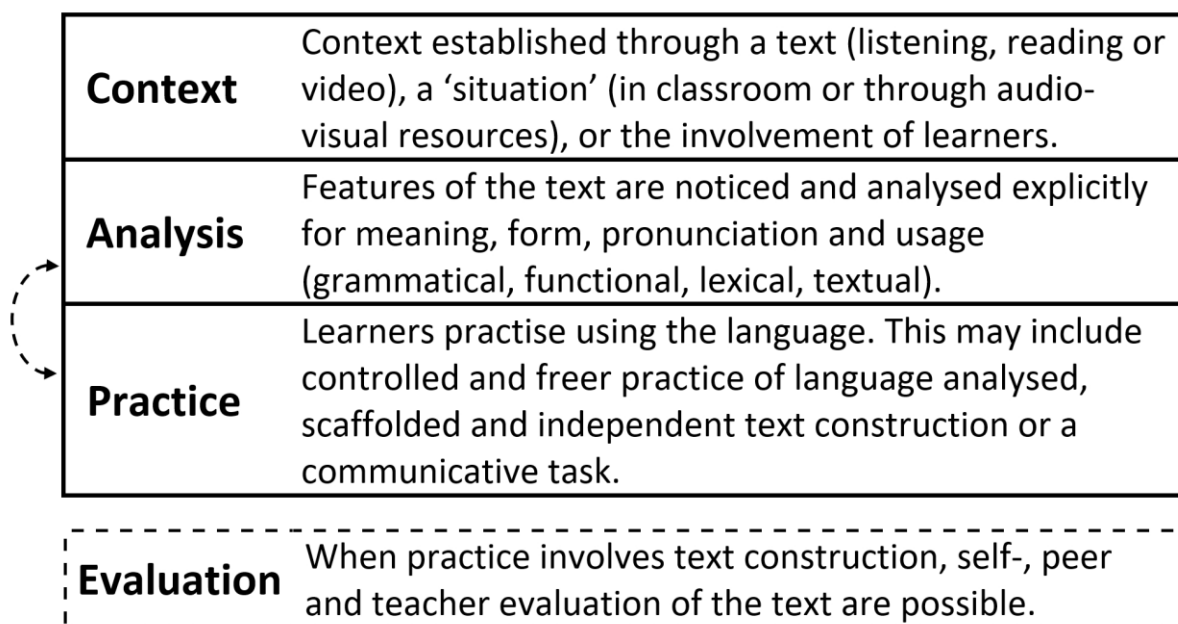 Context
Context established through a text (listening, reading or
video), a ‘situation’ (in classroom or through audio-
visual resources), or the involvement of learners.
Analysis
Features of the text are noticed and analysed explicitly
for meaning, form, pronunciation and usage
(grammatical, functional, lexical, textual).
Practice
Learners practise using the language. This may include
controlled and freer practice of language analysed,
scaffolded and independent text construction or a
communicative task.
Evaluation
When practice involves text construction, self-, peer
and teacher evaluation of the text are possible.